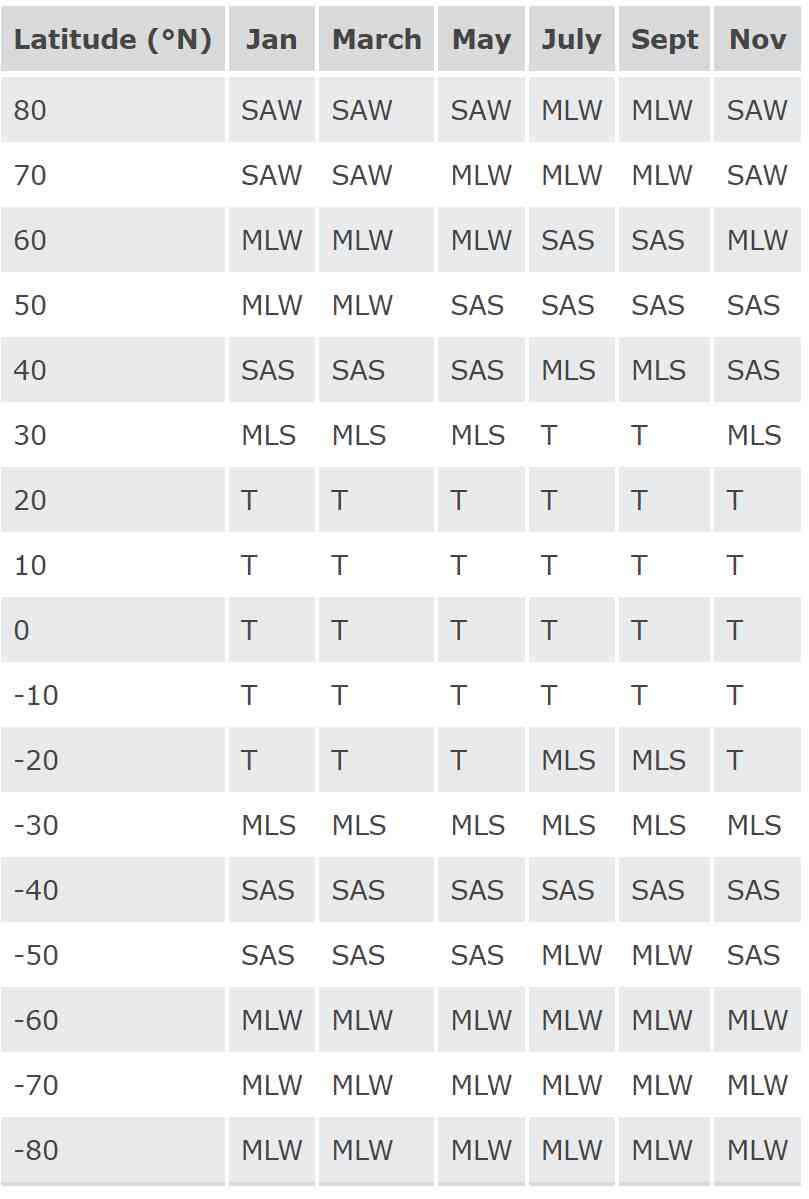 Latitude (°N) Jan March May July Sept Nov
80 SAW SAW SAW MLW MLW SAW
70 SAW SAW MLW MLW MLW SAW
60 MLW MLW MLW SAS SAS MLW
50 MLW MLW SAS SAS SAS SAS
40 SAS SAS SAS MLS MLS SAS
30 MLS MLS MLS T T MLS
20 T T T T T T
10 T T T T T T
0 T T T T T T
-10 T T T T T T
-20 T T T MLS MLS T
-30 MLS MLS MLS MLS MLS MLS
-40 SAS SAS SAS SAS SAS SAS
-50 SAS SAS SAS MLW MLW SAS
-60 MLW MLW MLW MLW MLW MLW
-70 MLW MLW MLW MLW MLW MLW
-80 MLW MLW MLW MLW MLW MLW